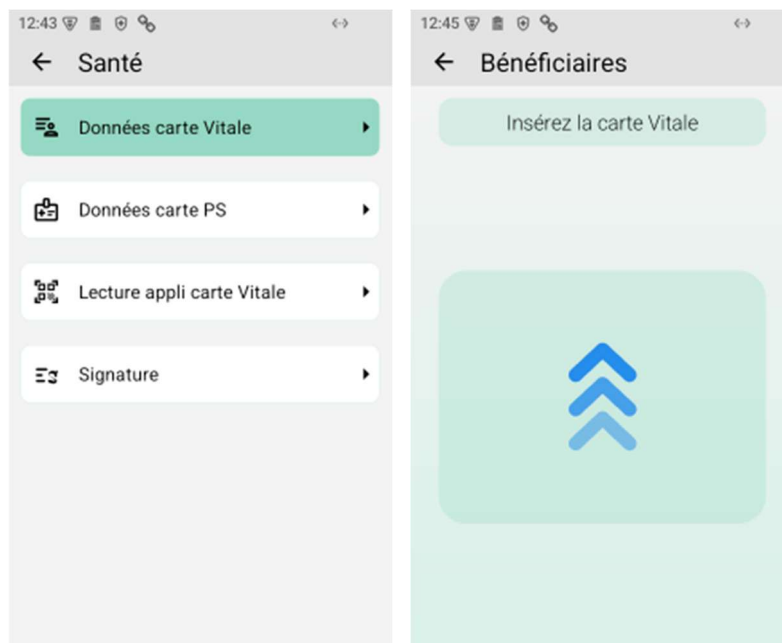 12:43
Santé
Données carte Vitale
Données carte PS
Lecture appli carte Vitale
Signature
12:45
Bénéficiaires
Insérez la carte Vitale